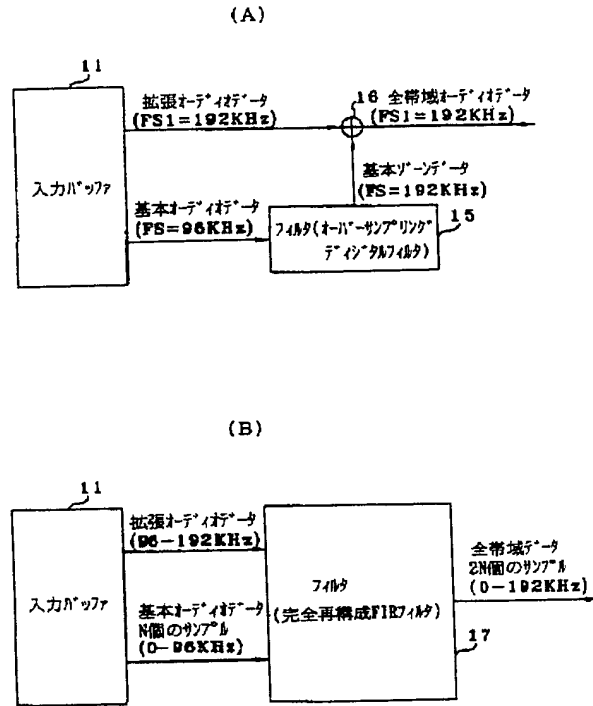 (A)
11
拡張オーディオデータ
(FS1=192KHz)
16 全帯域オーディオデータ
(FS1=192KHz)
入力バッファ
基本ゾーンデータ
(FS=192KHz)
基本オーディオデータ
(FS=96KHz)
フィルタ(オーバーサンプリング
ディジタルフィルタ)
15
(B)
11
拡張オーディオデータ
(96-192KHz)
入力バッファ
基本オーディオデータ
N個のサンプル
(0-96KHz)
フィルタ
(完全再構成FIRフィルタ)
全帯域データ
2N個のサンプル
(0-192KHz)
17